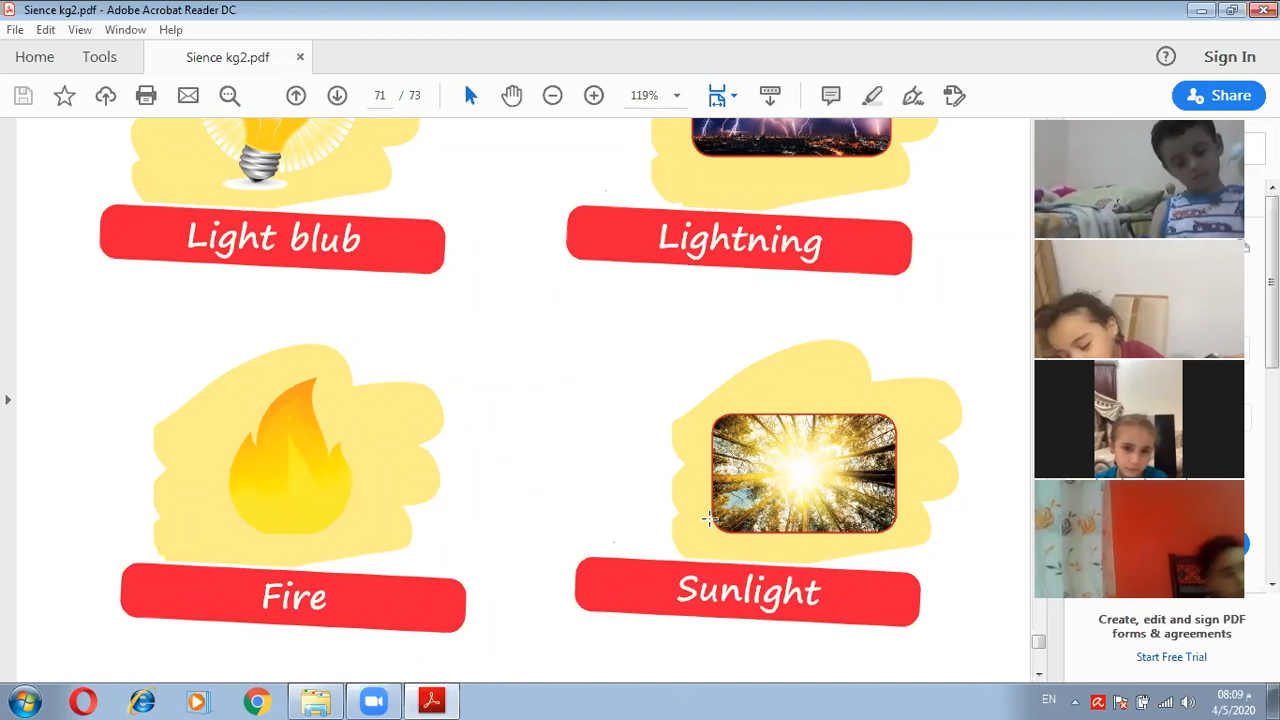 Sience kg2.pdf - Adobe Acrobat Reader DC
File Edit View Window Help
Home Tools Sience kg2.pdf × ? Sign In
71 / 73 119% Share
Light blub Lightning
Fire Sunlight
Create, edit and sign PDF
forms & agreements
Start Free Trial
EN
08:09 م
4/5/2020